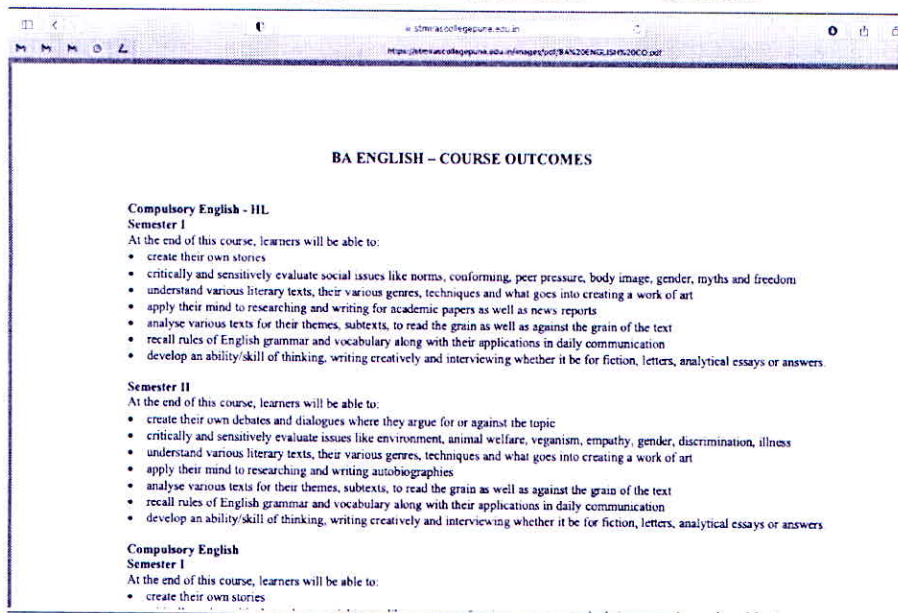 stmirascollegepune.edu.in
https://stmirascollegepune.edu.in/images/pdf/BA%20ENGLISH%20CO.pdf
BA ENGLISH – COURSE OUTCOMES
Compulsory English - HL
Semester I
At the end of this course, learners will be able to:
• create their own stories
• critically and sensitively evaluate social issues like norms, conforming, peer pressure, body image, gender, myths and freedom
• understand various literary texts, their various genres, techniques and what goes into creating a work of art
• apply their mind to researching and writing for academic papers as well as news reports
• analyse various texts for their themes, subtexts, to read the grain as well as against the grain of the text
• recall rules of English grammar and vocabulary along with their applications in daily communication
• develop an ability/skill of thinking, writing creatively and interviewing whether it be for fiction, letters, analytical essays or answers.
Semester II
At the end of this course, learners will be able to:
• create their own debates and dialogues where they argue for or against the topic
• critically and sensitively evaluate issues like environment, animal welfare, veganism, empathy, gender, discrimination, illness
• understand various literary texts, their various genres, techniques and what goes into creating a work of art
• apply their mind to researching and writing autobiographies
• analyse various texts for their themes, subtexts, to read the grain as well as against the grain of the text
• recall rules of English grammar and vocabulary along with their applications in daily communication
• develop an ability/skill of thinking, writing creatively and interviewing whether it be for fiction, letters, analytical essays or answers
Compulsory English
Semester I
At the end of this course, learners will be able to:
• create their own stories